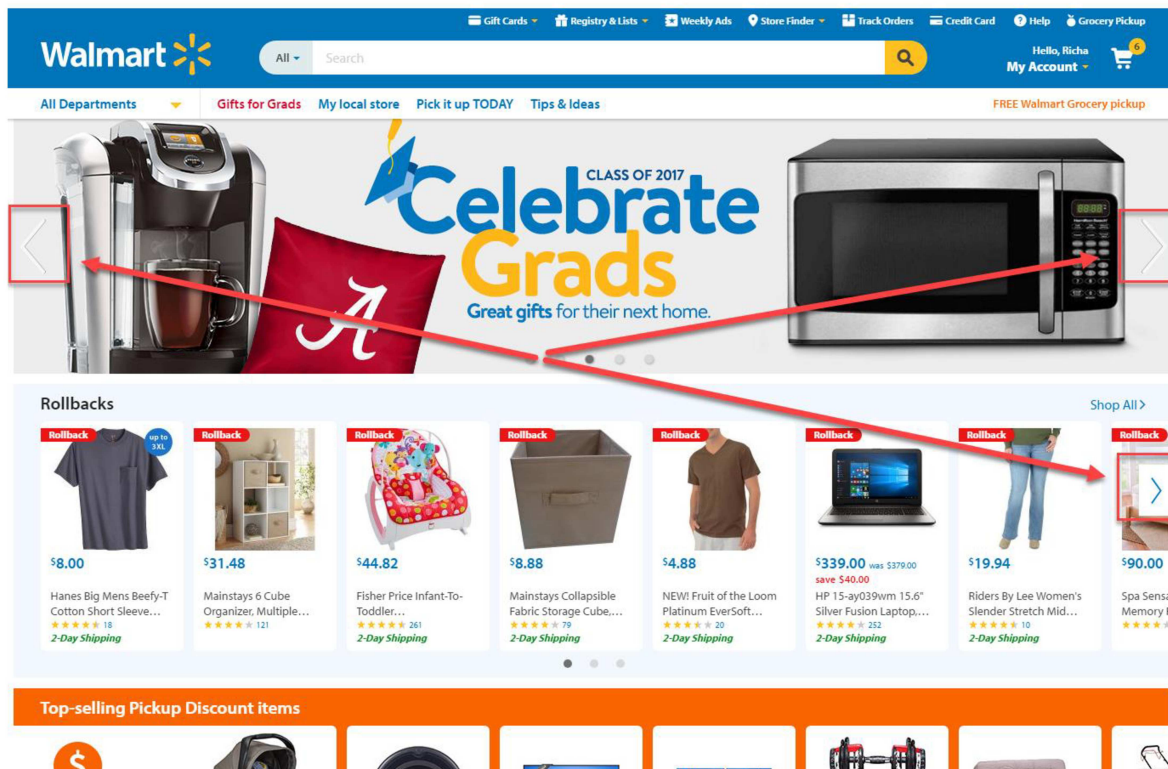 Gift Cards Registry & Lists Weekly Ads Store Finder Track Orders Credit Card Help Grocery Pickup
Walmart
All Search
Hello, Richa
My Account
6
All Departments Gifts for Grads My local store Pick it up TODAY Tips & Ideas FREE Walmart Grocery pickup
CLASS OF 2017
Celebrate
Grads
Great gifts for their next home.
A
Rollbacks Shop All
Rollback Rollback Rollback Rollback Rollback Rollback Rollback Rollback
up to
3XL
$8.00 $31.48 $44.82 $8.88 $4.88 $339.00 was $379.00 $19.94 $90.00
save $40.00
Hanes Big Mens Beefy-T Mainstays 6 Cube Fisher Price Infant-To- Mainstays Collapsible NEW! Fruit of the Loom HP 15-ay039wm 15.6" Riders By Lee Women's Spa Sensa
Cotton Short Sleeve... Organizer, Multiple... Toddler... Fabric Storage Cube,... Platinum EverSoft... Silver Fusion Laptop,... Slender Stretch Mid... Memory
18 121 261 79 20 252 10
2-Day Shipping 2-Day Shipping 2-Day Shipping 2-Day Shipping 2-Day Shipping 2-Day Shipping
Top-selling Pickup Discount items
$